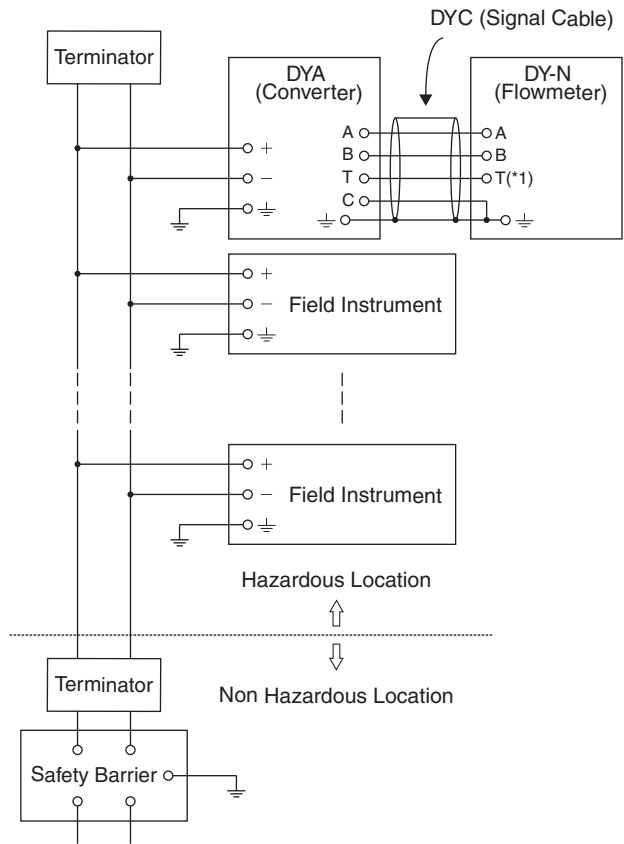 DYC (Signal Cable)
Terminator
DYA
(Converter)
DY-N
(Flowmeter)
A A
+ B B
− T T(*1)
C
+
− Field Instrument
+
− Field Instrument
Hazardous Location
Terminator
Non Hazardous Location
Safety Barrier